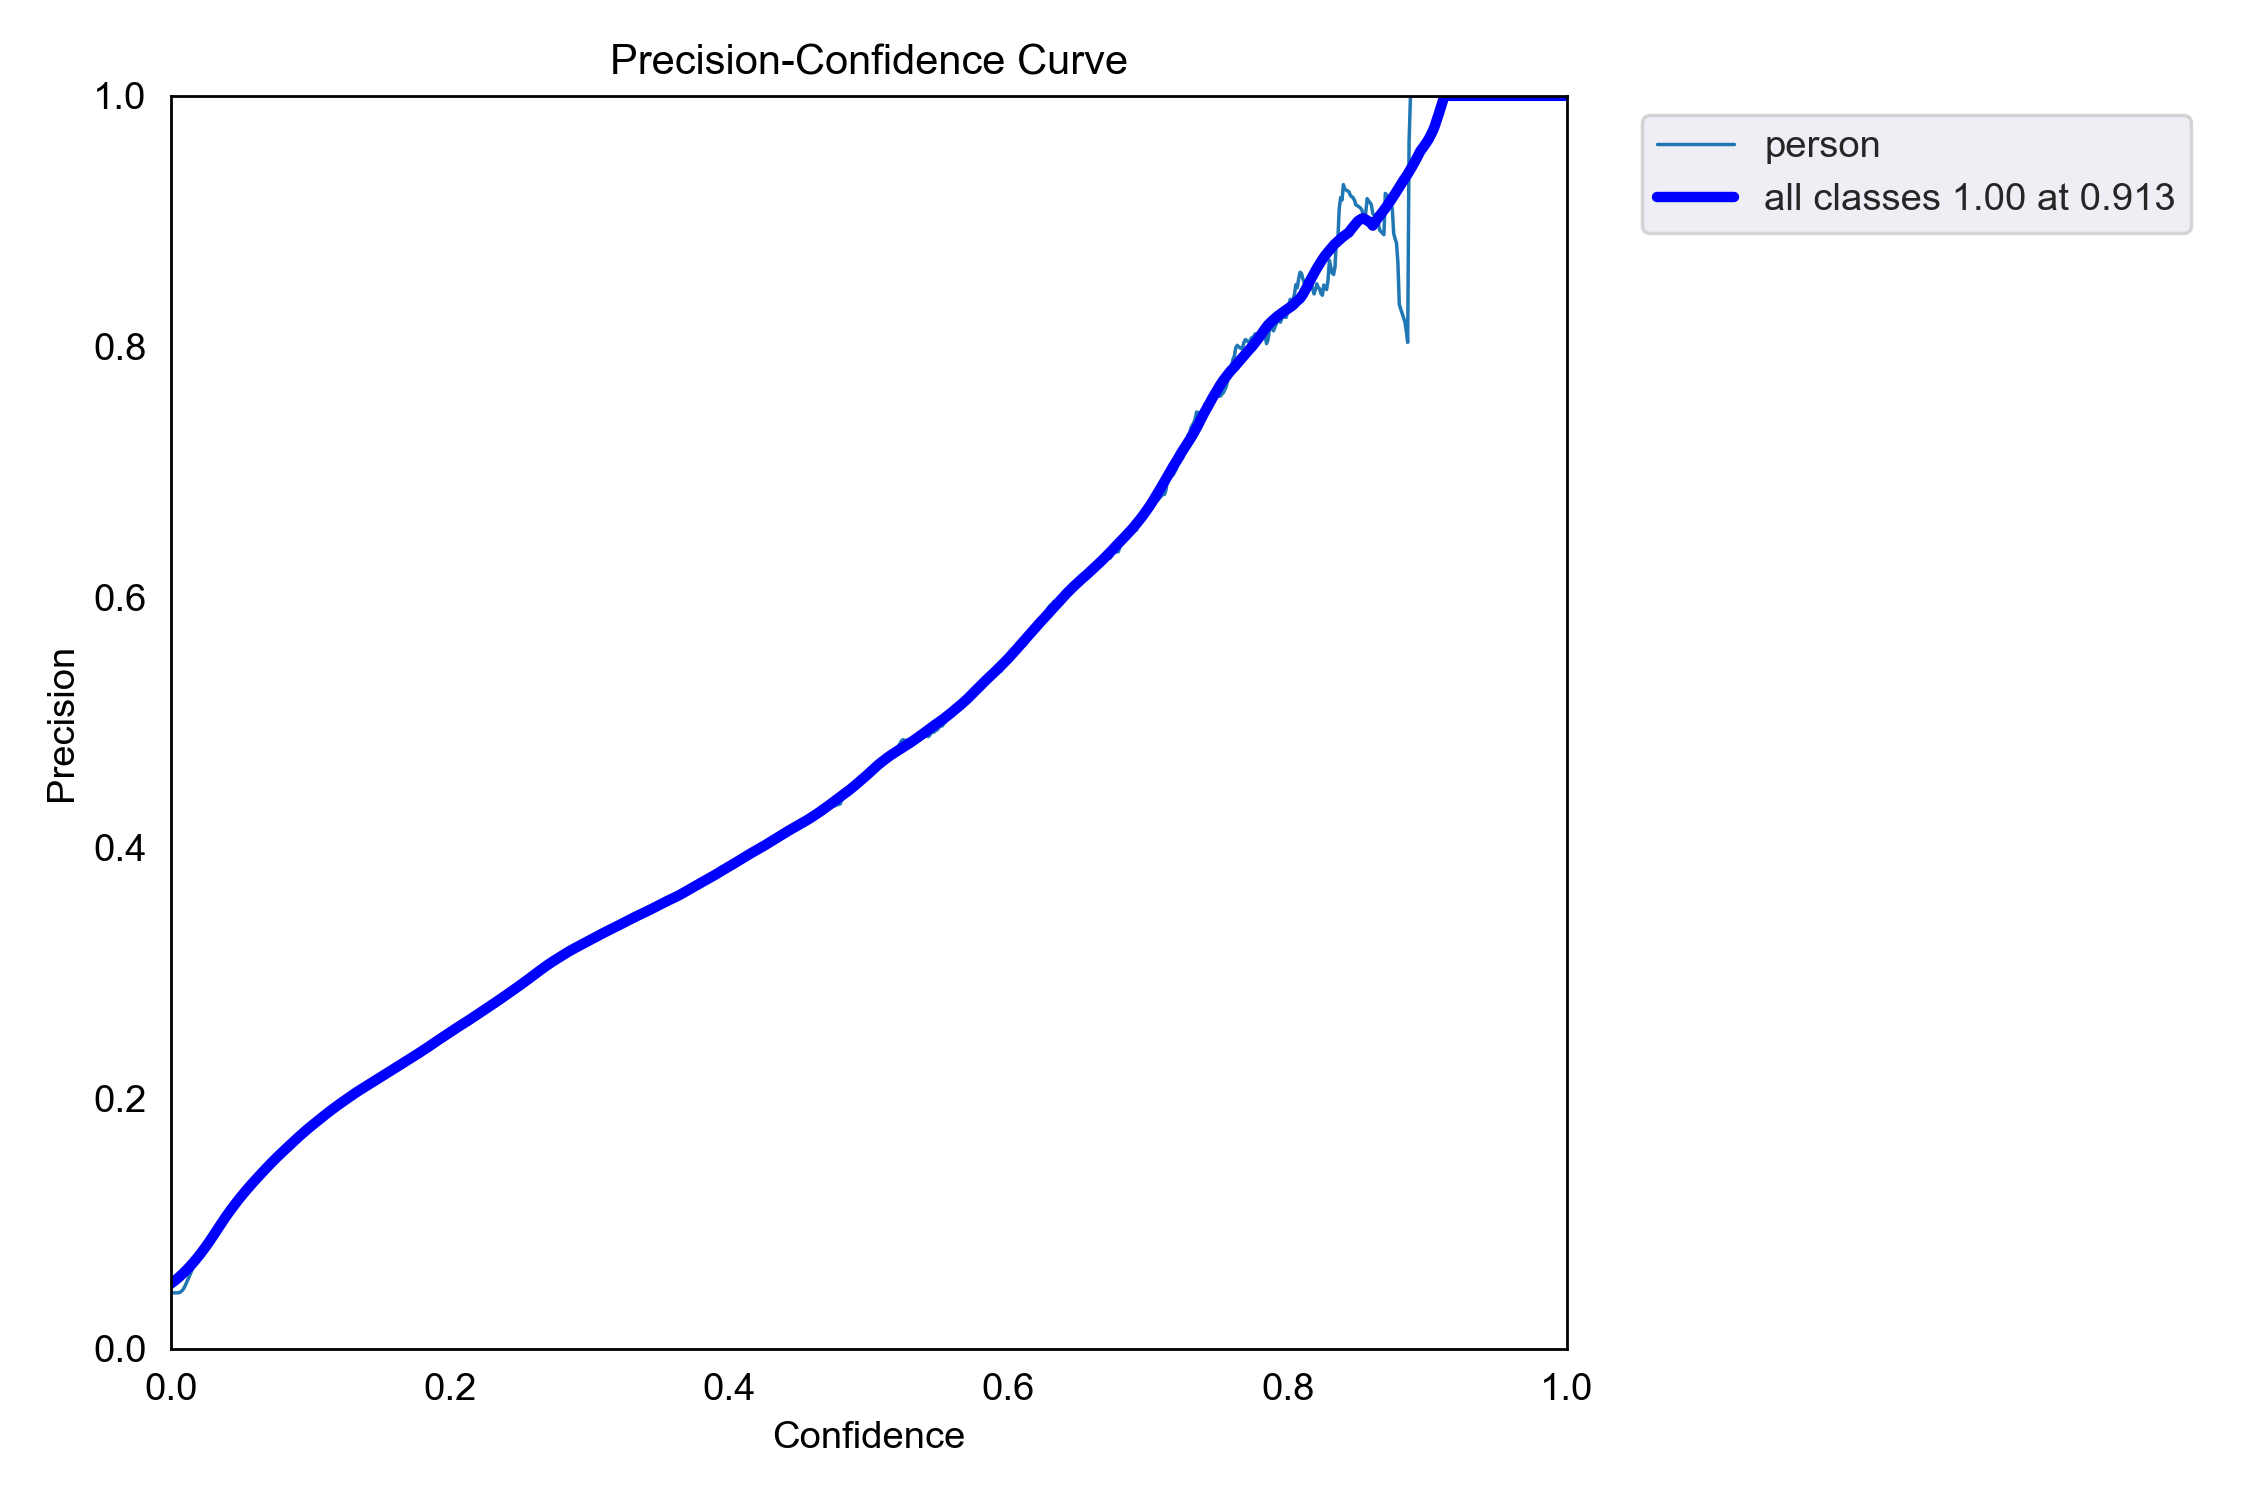 Precision-Confidence Curve
1.0
0.8
0.6
0.4
0.2
0.0
Precision
0.0 0.2 0.4 0.6 0.8 1.0
Confidence
person
all classes 1.00 at 0.913